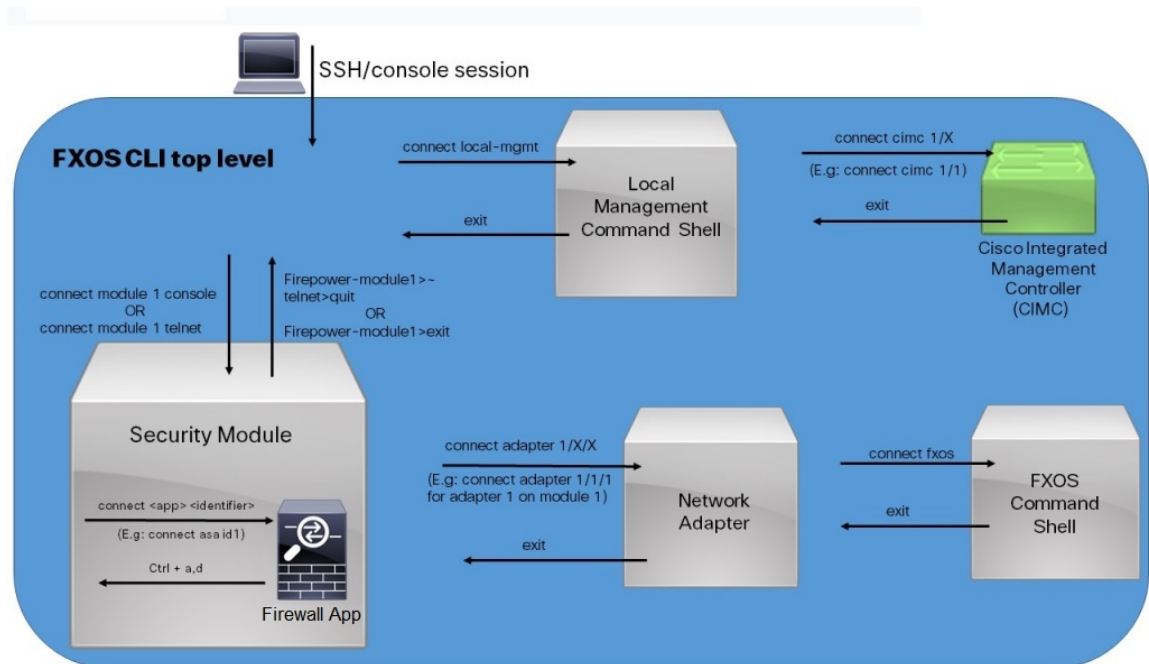 SSH/console session
FXOS CLI top level
connect local-mgmt
exit
Local
Management
Command Shell
connect cimc 1/X
(E.g: connect cimc 1/1)
exit
Cisco Integrated
Management
Controller
(CIMC)
connect module 1 console
OR
connect module 1 telnet
Firepower-module1>~
telnet>quit
OR
Firepower-module1>exit
Security Module
connect <app> <identifier>
(E.g: connect asa id1)
Ctrl + a,d
Firewall App
connect adapter 1/X/X
(E.g: connect adapter 1/1/1
for adapter 1 on module 1)
exit
Network
Adapter
connect fxos
exit
FXOS
Command
Shell